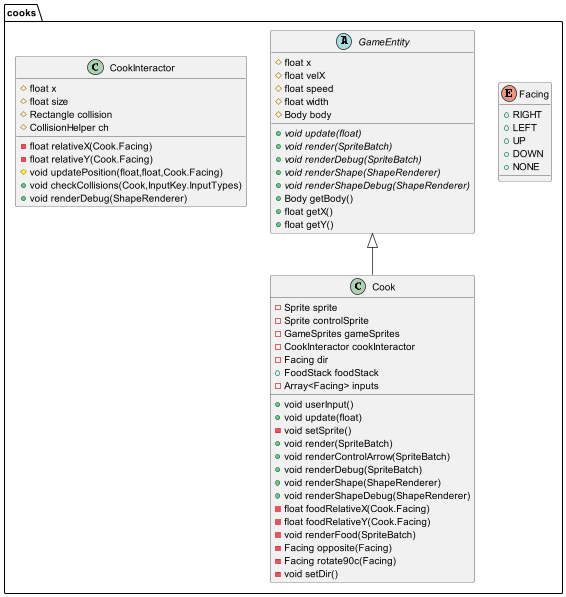 cooks
C CookInteractor
float x
float size
Rectangle collision
CollisionHelper ch
float relativeX(Cook.Facing)
float relativeY(Cook.Facing)
void updatePosition(float,float,Cook.Facing)
void checkCollisions(Cook,InputKey.InputTypes)
void renderDebug(ShapeRenderer)
A GameEntity
float x
float velX
float speed
float width
Body body
void update(float)
void render(SpriteBatch)
void renderDebug(SpriteBatch)
void renderShape(ShapeRenderer)
void renderShapeDebug(ShapeRenderer)
Body getBody()
float getX()
float getY()
E Facing
RIGHT
LEFT
UP
DOWN
NONE
C Cook
Sprite sprite
Sprite controlSprite
GameSprites gameSprites
CookInteractor cookInteractor
Facing dir
FoodStack foodStack
Array<Facing> inputs
void userInput()
void update(float)
void setSprite()
void render(SpriteBatch)
void renderControlArrow(SpriteBatch)
void renderDebug(SpriteBatch)
void renderShape(ShapeRenderer)
void renderShapeDebug(ShapeRenderer)
float foodRelativeX(Cook.Facing)
float foodRelativeY(Cook.Facing)
void renderFood(SpriteBatch)
Facing opposite(Facing)
Facing rotate90c(Facing)
void setDir()